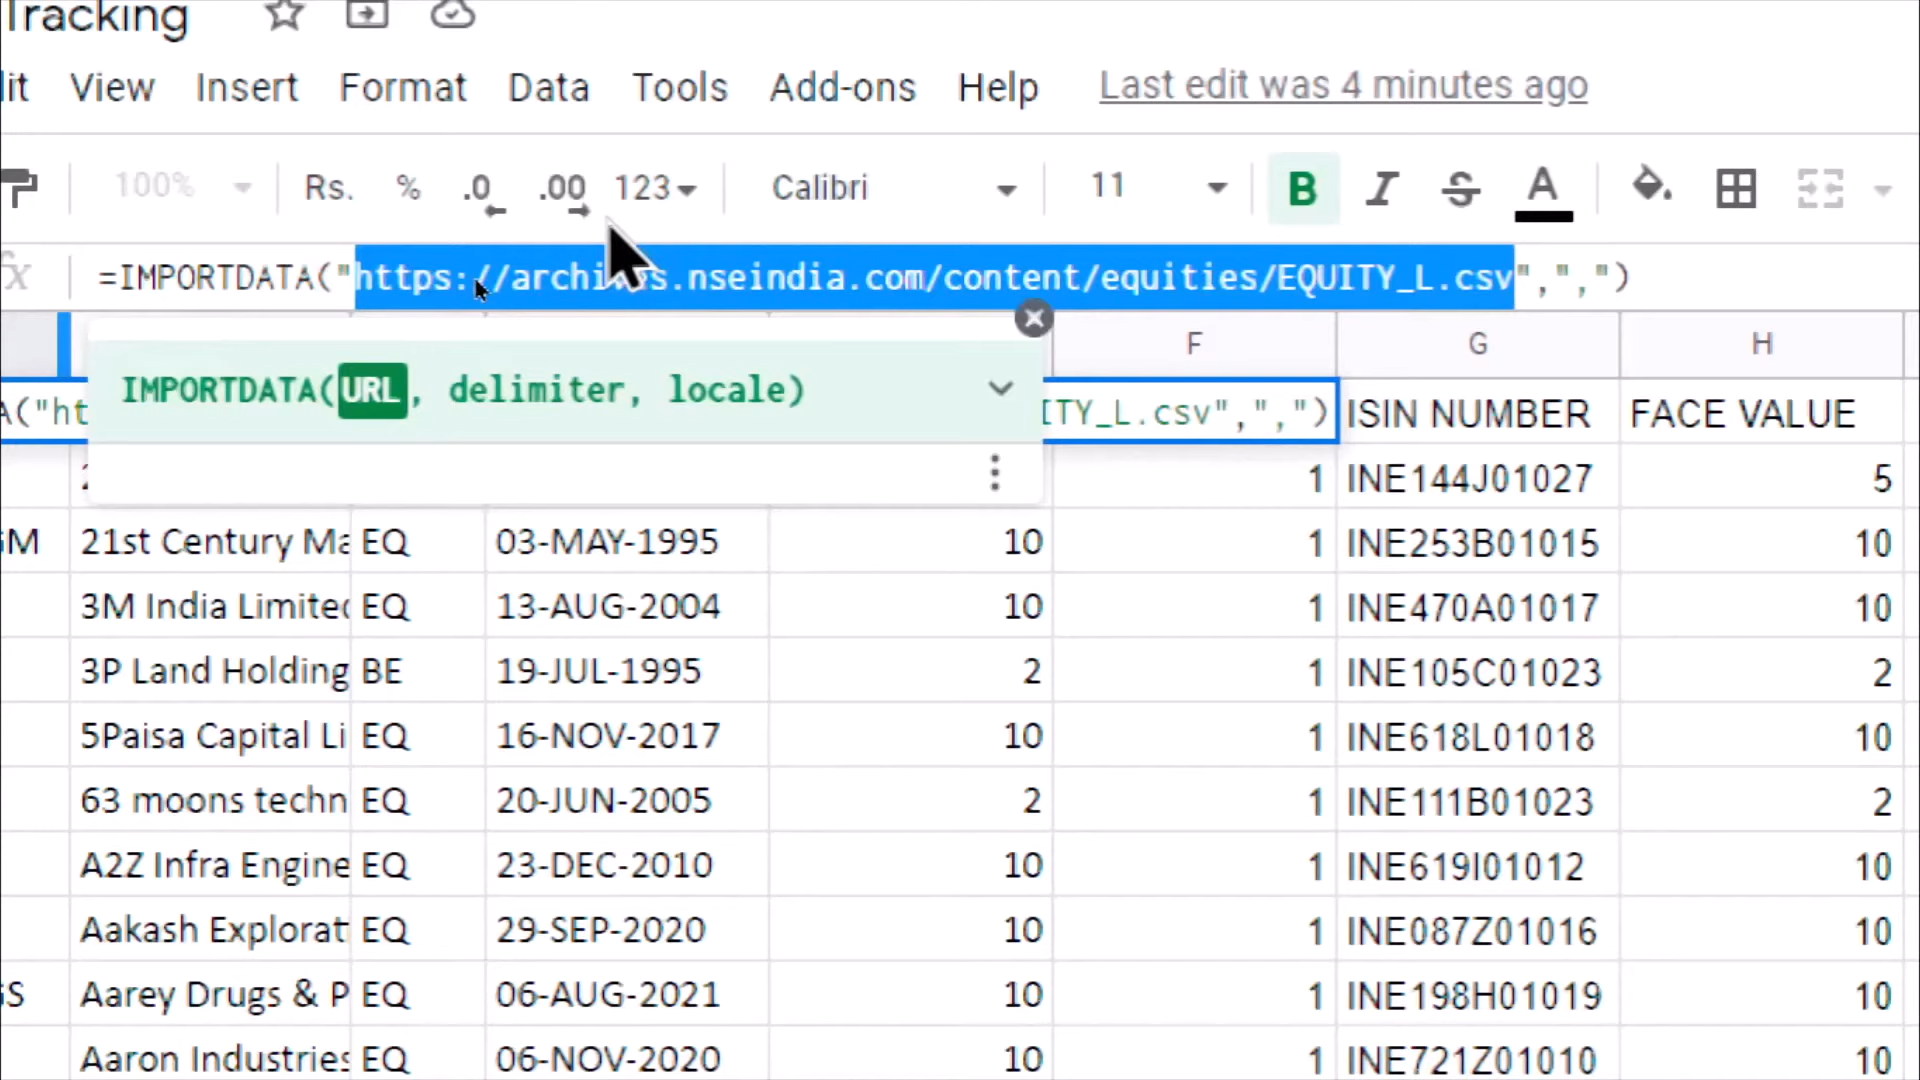 Tracking
it View Insert Format Data Tools Add-ons Help Last edit was 4 minutes ago
100% Rs. % .0 .00 123 Calibri 11 B I S A
fx =IMPORTDATA("https://archives.nseindia.com/content/equities/EQUITY_L.csv",",")
F G H
IMPORTDATA(URL, delimiter, locale)
A("ht ITY_L.csv",",") ISIN NUMBER FACE VALUE
2 1 INE144J01027 5
GM 21st Century Ma EQ 03-MAY-1995 10 1 INE253B01015 10
3M India Limited EQ 13-AUG-2004 10 1 INE470A01017 10
3P Land Holding BE 19-JUL-1995 2 1 INE105C01023 2
5Paisa Capital Li EQ 16-NOV-2017 10 1 INE618L01018 10
63 moons techn EQ 20-JUN-2005 2 1 INE111B01023 2
A2Z Infra Engine EQ 23-DEC-2010 10 1 INE619I01012 10
Aakash Explorat EQ 29-SEP-2020 10 1 INE087Z01016 10
GS Aarey Drugs & P EQ 06-AUG-2021 10 1 INE198H01019 10
Aaron Industries EQ 06-NOV-2020 10 1 INE721Z01010 10